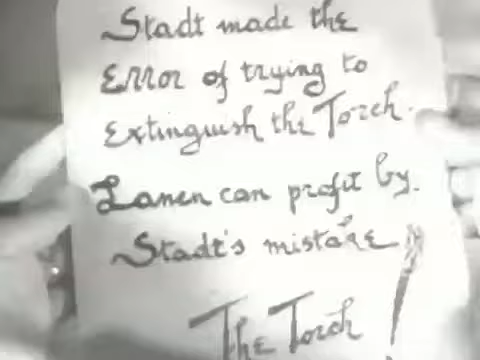 Stadt made the
Error of trying to
Extinguish the Torch.
Lanen can profit by.
Stadt's mistake
The Torch